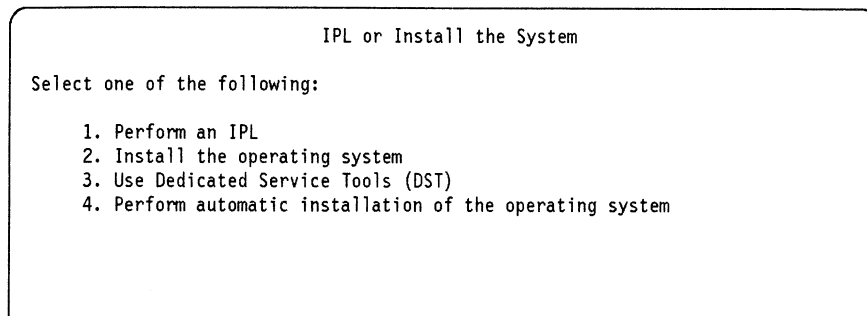 IPL or Install the System
Select one of the following:
1. Perform an IPL
2. Install the operating system
3. Use Dedicated Service Tools (DST)
4. Perform automatic installation of the operating system